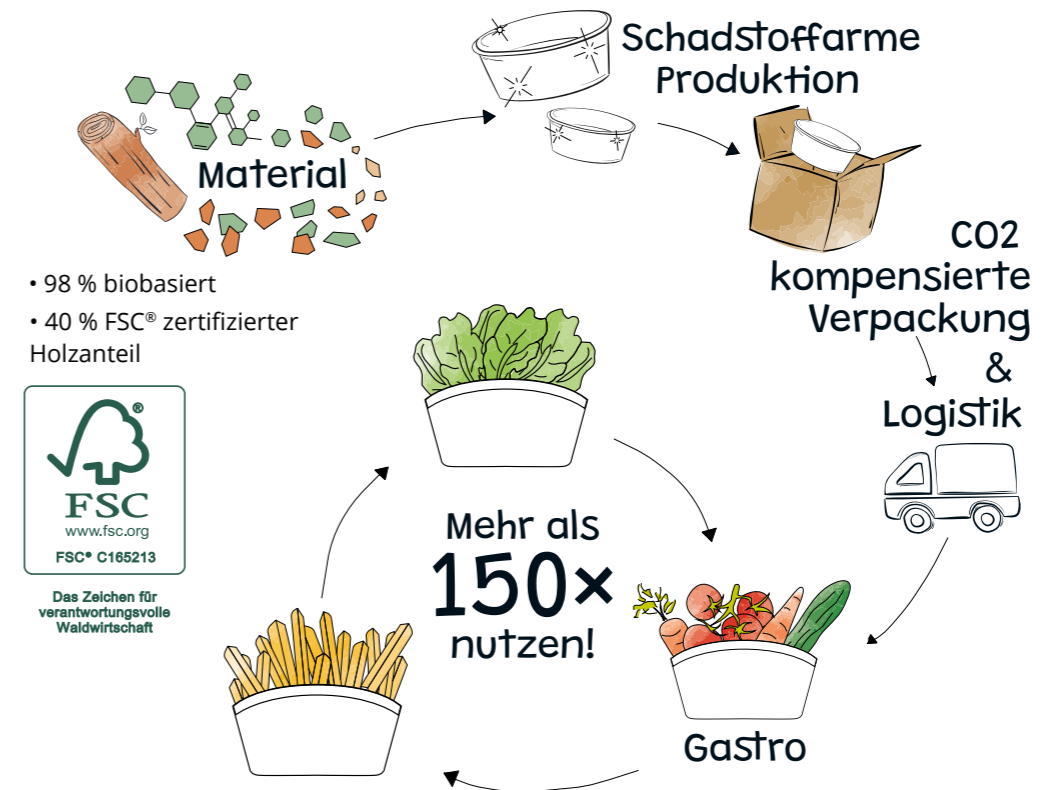 Schadstoffarme
Produktion
Material
CO2
kompensierte
Verpackung
&
Logistik
• 98 % biobasiert
• 40 % FSC® zertifizierter
Holzanteil
®
FSC
www.fsc.org
FSC® C165213
Das Zeichen für
verantwortungsvolle
Waldwirtschaft
Mehr als
150×
nutzen!
Gastro